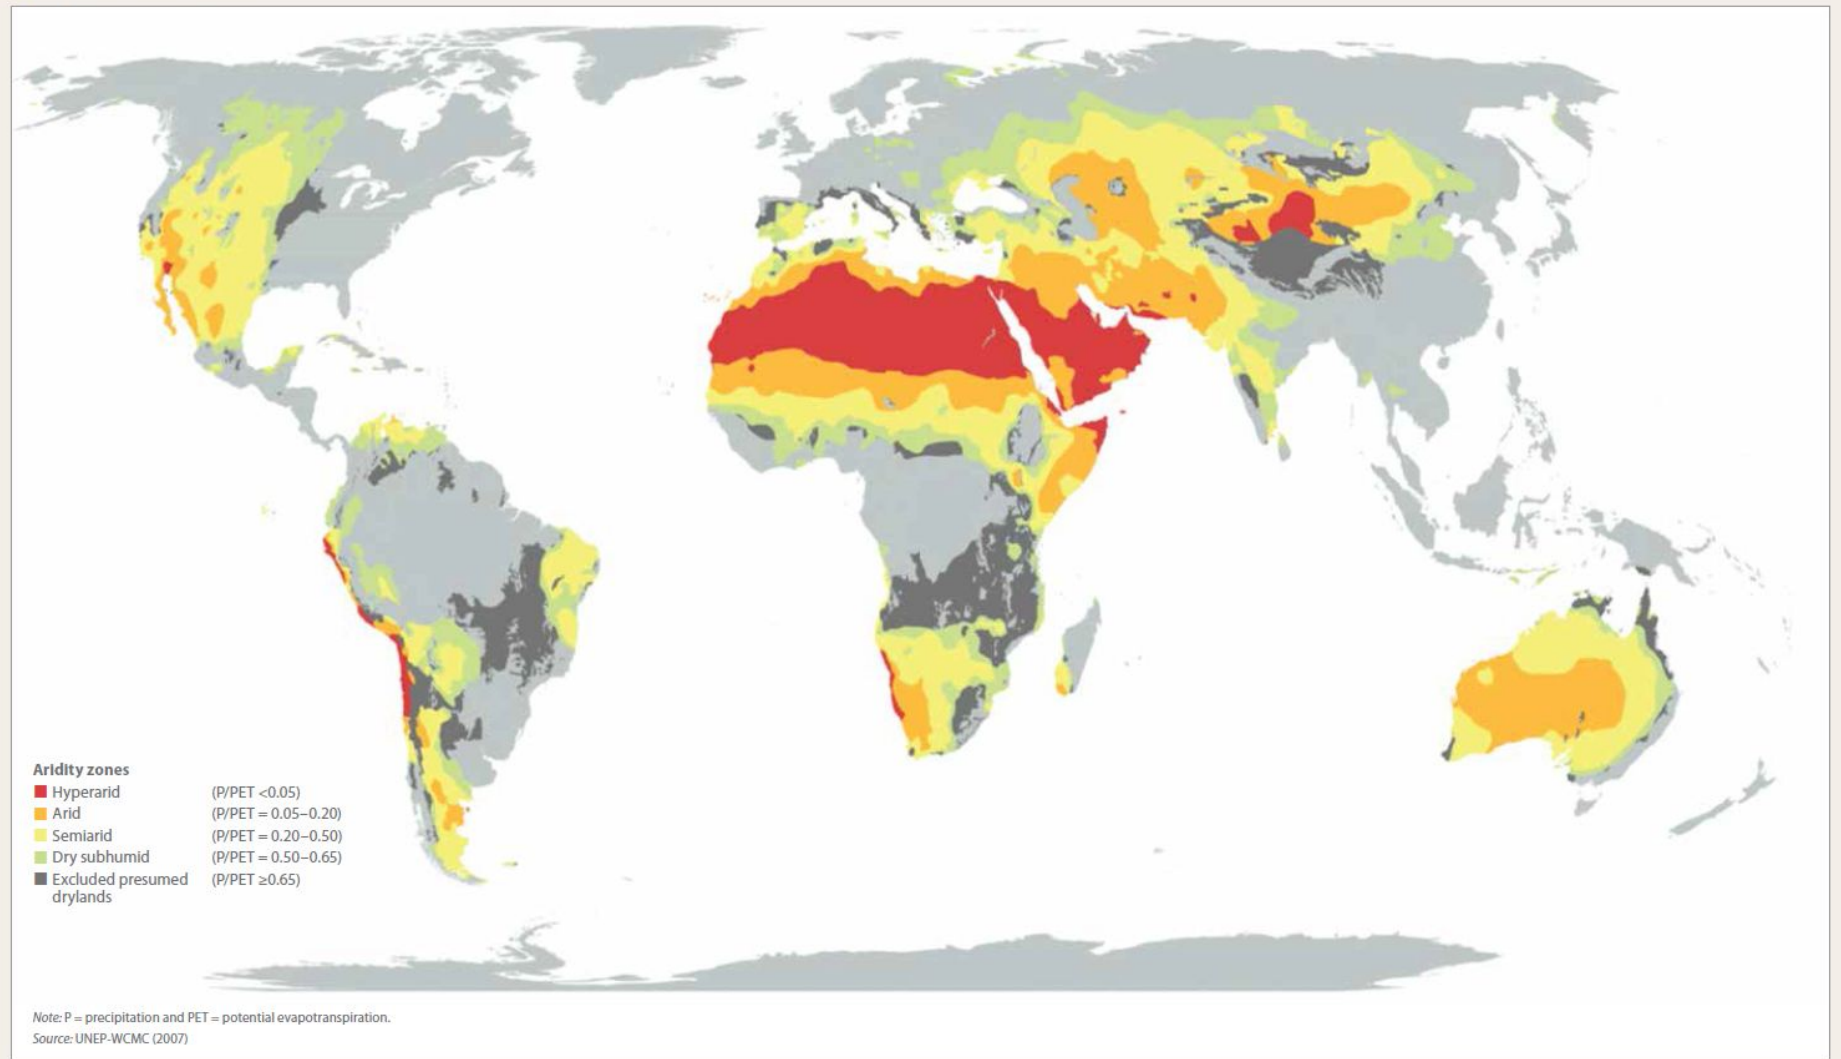 Aridity zones
Hyperarid (P/PET <0.05)
Arid (P/PET = 0.05–0.20)
Semiarid (P/PET = 0.20–0.50)
Dry subhumid (P/PET = 0.50–0.65)
Excluded presumed (P/PET ≥0.65)
drylands
Note: P = precipitation and PET = potential evapotranspiration.
Source: UNEP-WCMC (2007)